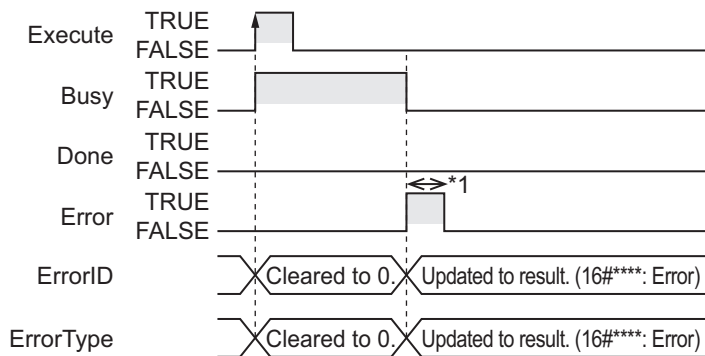 Execute TRUE
FALSE
Busy TRUE
FALSE
Done TRUE
FALSE
*1
Error TRUE
FALSE
ErrorID Cleared to 0. Updated to result. (16#****: Error)
ErrorType Cleared to 0. Updated to result. (16#****: Error)